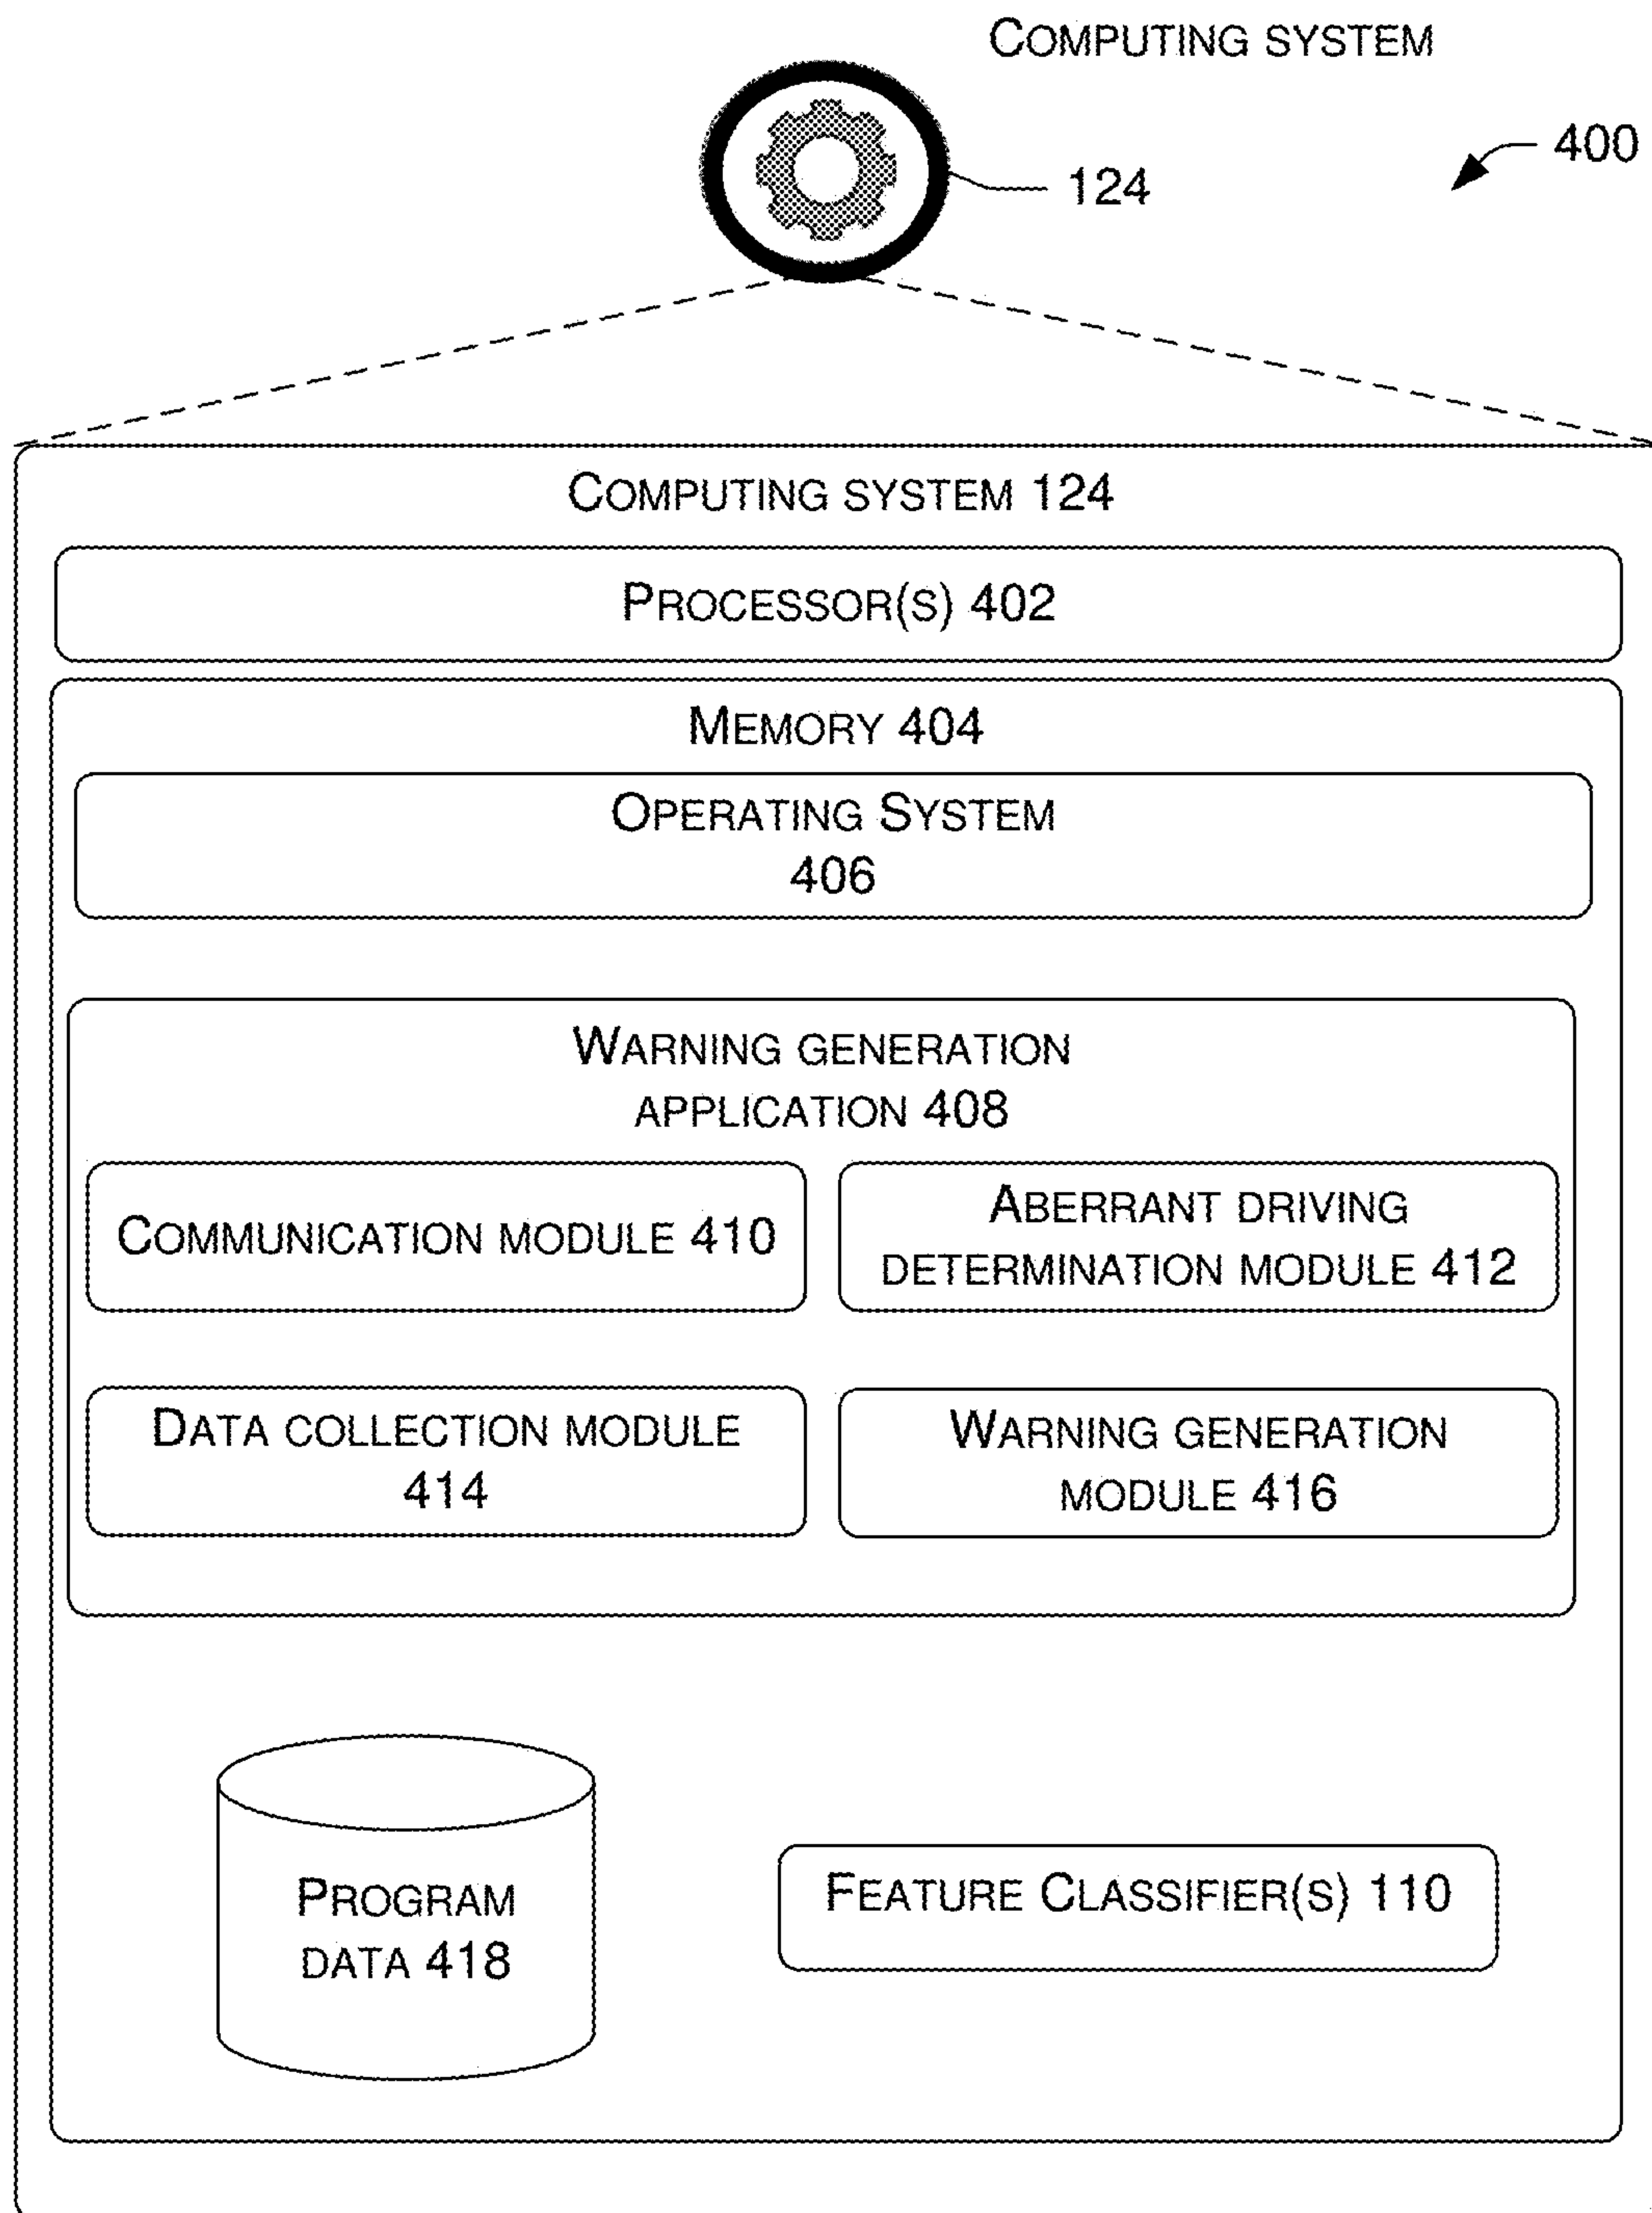 COMPUTING SYSTEM
400
124
COMPUTING SYSTEM 124
PROCESSOR(S) 402
MEMORY 404
OPERATING SYSTEM
406
WARNING GENERATION
APPLICATION 408
COMMUNICATION MODULE 410
ABERRANT DRIVING
DETERMINATION MODULE 412
DATA COLLECTION MODULE
414
WARNING GENERATION
MODULE 416
PROGRAM
DATA 418
FEATURE CLASSIFIER(S) 110